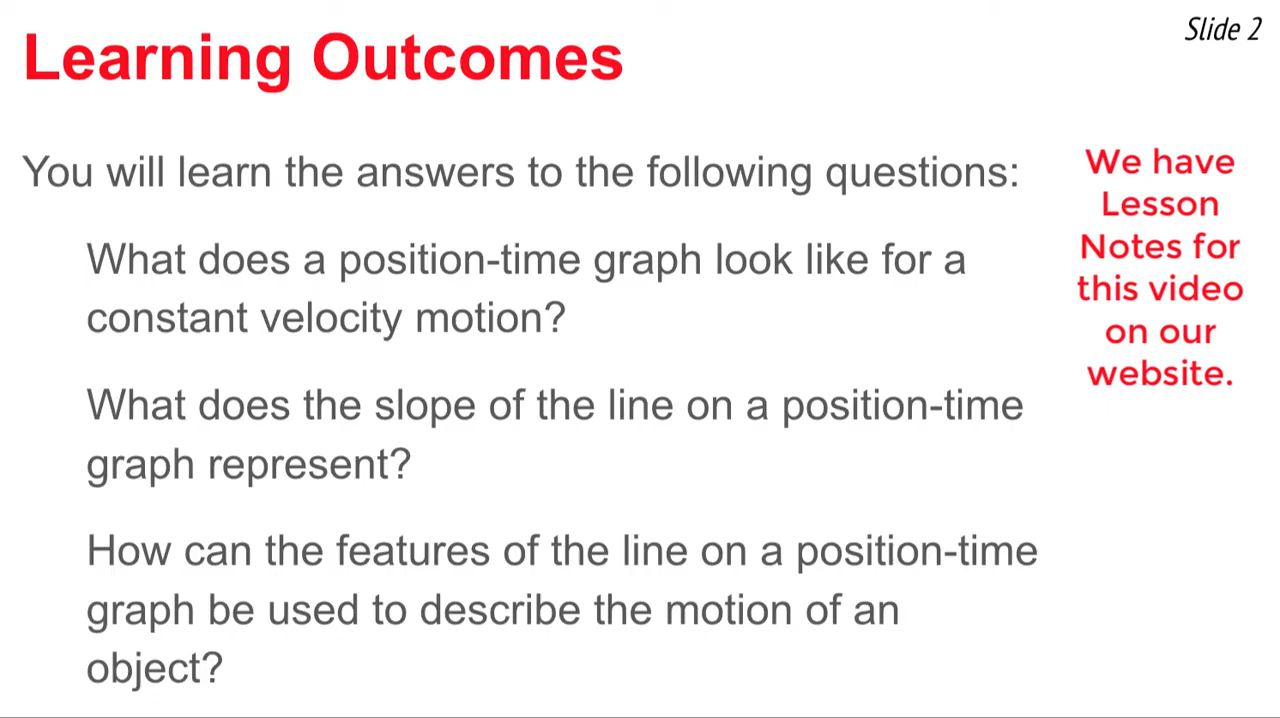 Slide 2
Learning Outcomes
You will learn the answers to the following questions:
What does a position-time graph look like for a
constant velocity motion?
What does the slope of the line on a position-time
graph represent?
How can the features of the line on a position-time
graph be used to describe the motion of an
object?
We have
Lesson
Notes for
this video
on our
website.